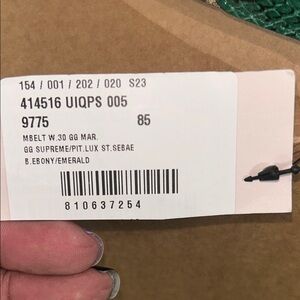 154 / 001 / 202 / 020 S23
414516 UIQPS 005
9775 85
MBELT W.30 GG MAR.
GG SUPREME/PIT.LUX ST.SEBAE
B.EBONY/EMERALD
810637254